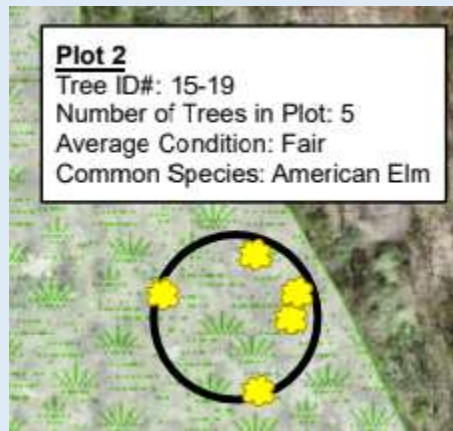 Plot 2
Tree ID#: 15-19
Number of Trees in Plot: 5
Average Condition: Fair
Common Species: American Elm